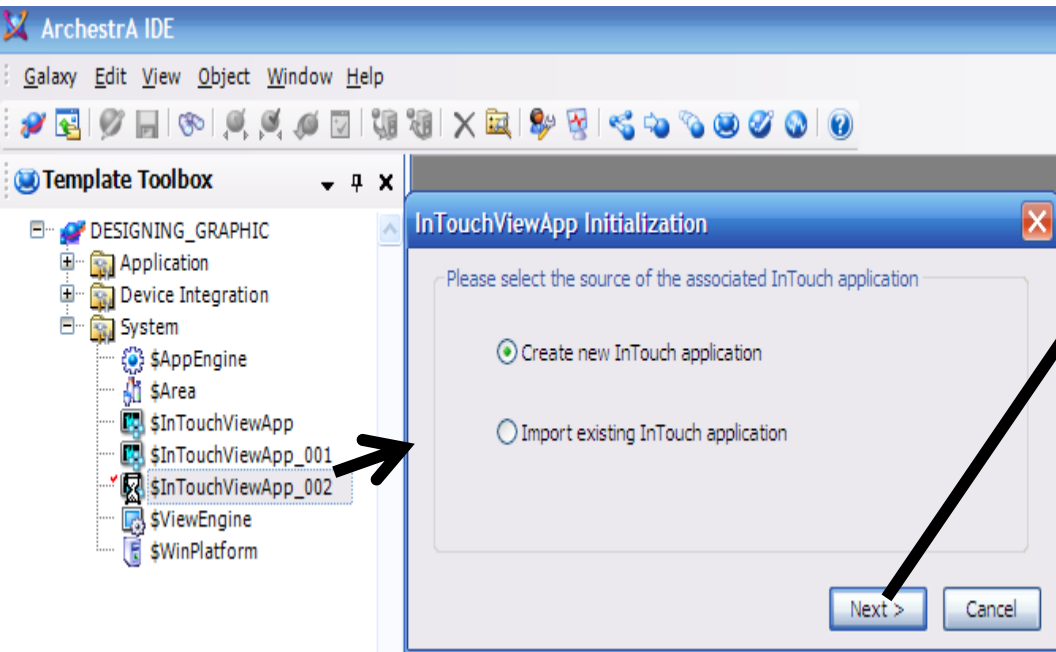 ArchestrA IDE
Galaxy Edit View Object Window Help
Template Toolbox
DESIGNING_GRAPHIC
Application
Device Integration
System
$AppEngine
$Area
$InTouchViewApp
$InTouchViewApp_001
$InTouchViewApp_002
$ViewEngine
$WinPlatform
InTouchViewApp Initialization
Please select the source of the associated InTouch application
Create new InTouch application
Import existing InTouch application
Next > Cancel